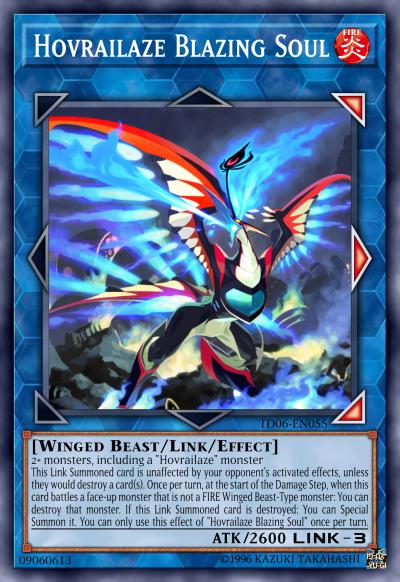 HOVRAILAZE BLAZING SOUL
FIRE
炎
TD06-EN055
[WINGED BEAST/LINK/EFFECT]
2+ monsters, including a "Hovrailaze" monster
This Link Summoned card is unaffected by your opponent's activated effects, unless
they would destroy a card(s). Once per turn, at the start of the Damage Step, when this
card battles a face-up monster that is not a FIRE Winged Beast-Type monster: You can
destroy that monster. If this Link Summoned card is destroyed: You can Special
Summon it. You can only use this effect of "Hovrailaze Blazing Soul" once per turn.
ATK/2600 LINK-3
09060613
©1996 KAZUKI TAKAHASHI